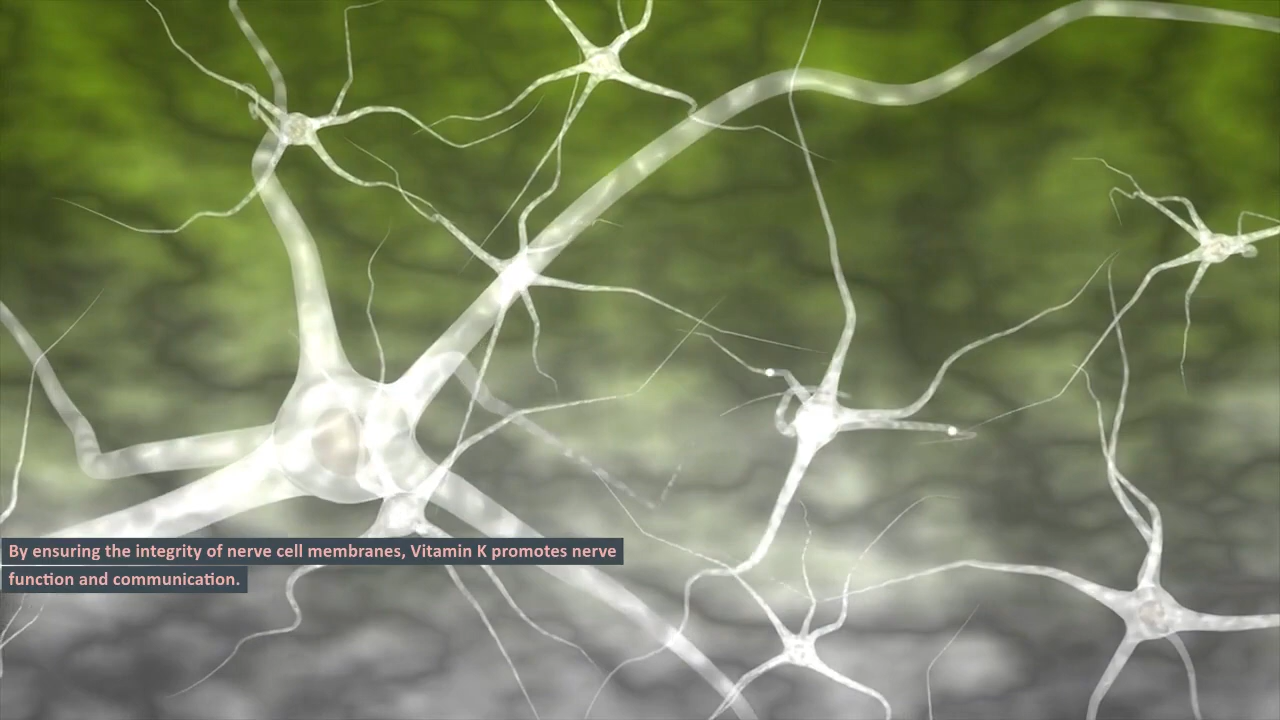 By ensuring the integrity of nerve cell membranes, Vitamin K promotes nerve
function and communication.